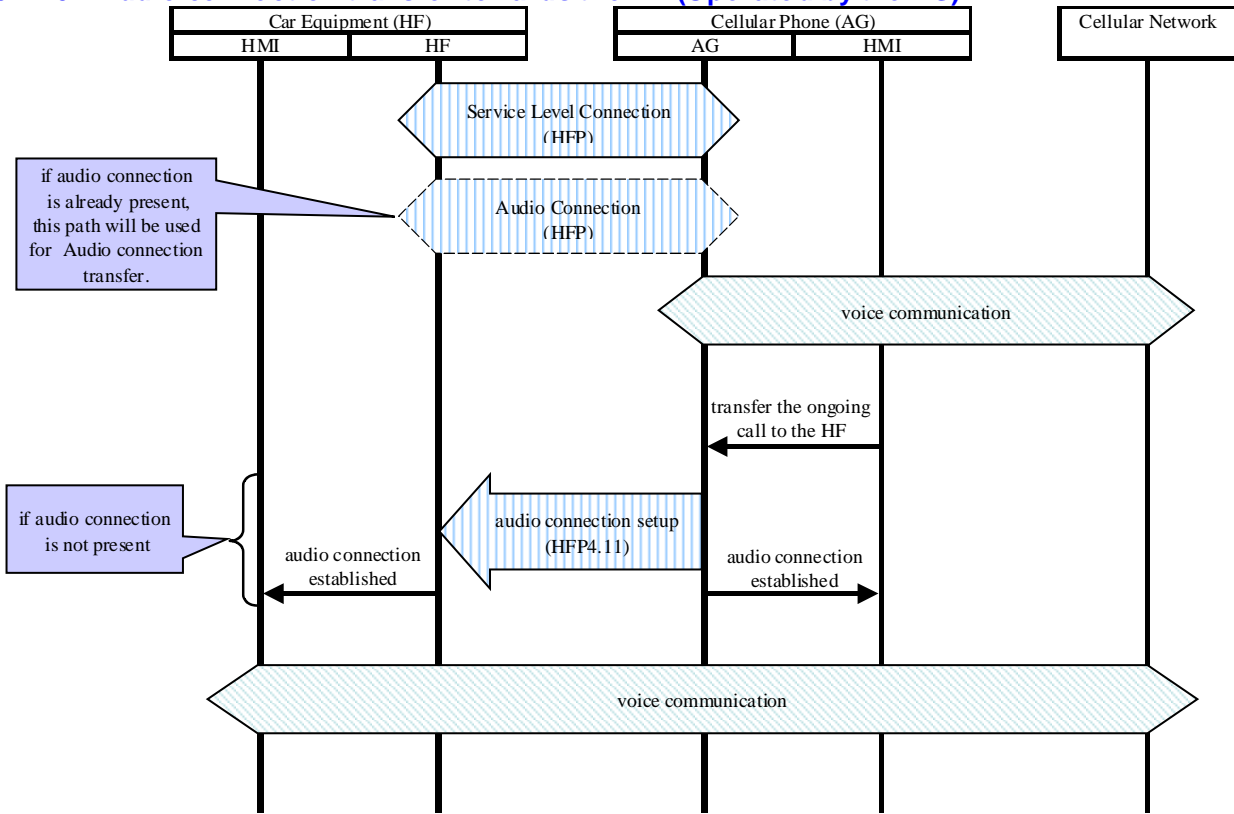 Car Equipment (HF)
Cellular Phone (AG)
Cellular Network
HMI
HF
AG
HMI
Service Level Connection
(HFP)
if audio connection
is already present,
this path will be used
for Audio connection
transfer.
Audio Connection
(HFP)
voice communication
transfer the ongoing
call to the HF
if audio connection
is not present
audio connection setup
(HFP4.11)
audio connection
established
audio connection
established
voice communication